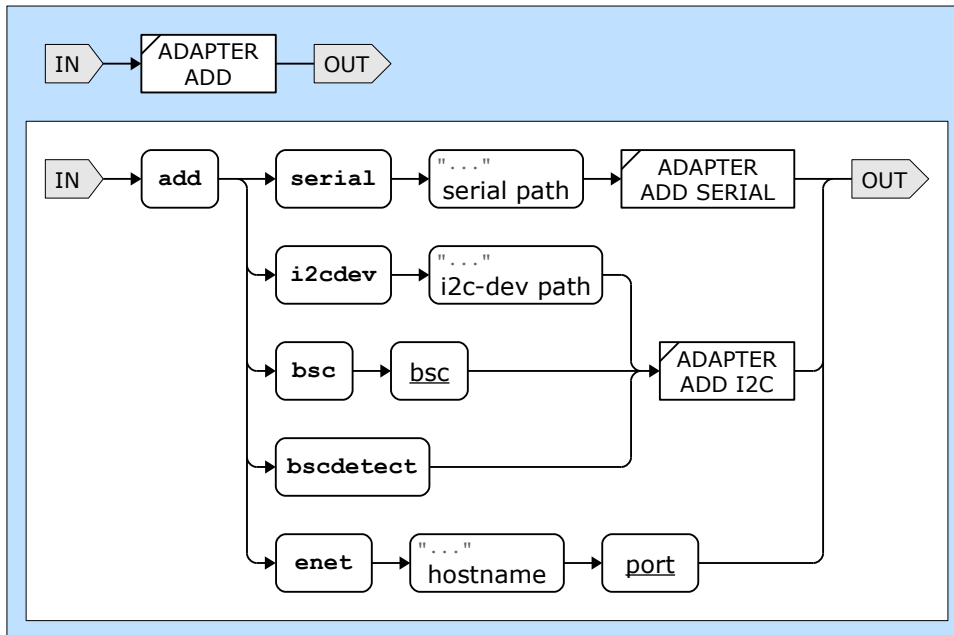 IN
ADAPTER
ADD
OUT
IN
add
serial
"..."
serial path
ADAPTER
ADD SERIAL
OUT
i2cdev
"..."
i2c-dev path
bsc
bsc
ADAPTER
ADD I2C
bscdetect
enet
"..."
hostname
port